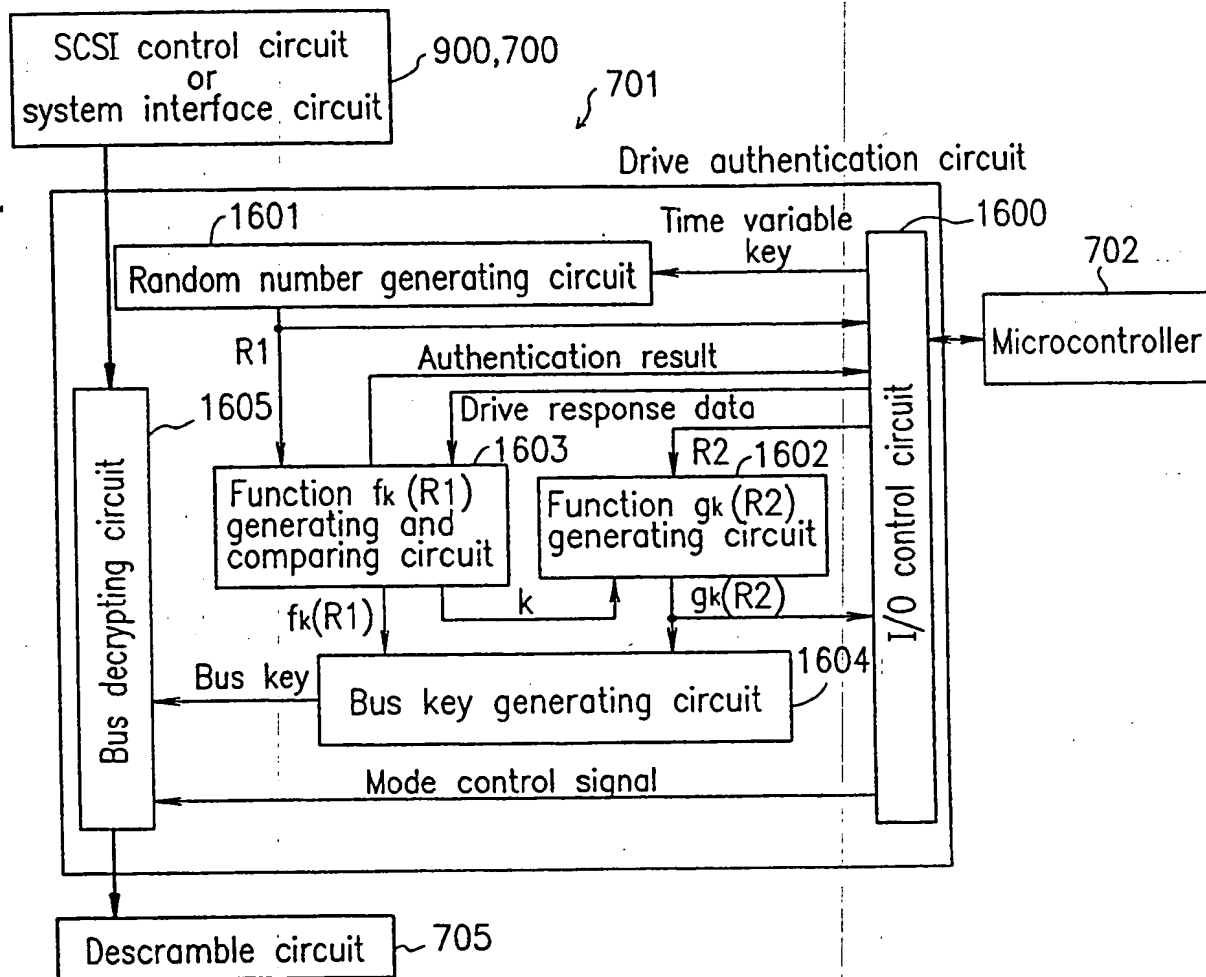 SCSI control circuit
or
system interface circuit
900,700
701
Drive authentication circuit
1601
Time variable
key
1600
Random number generating circuit
702
Microcontroller
R1
Authentication result
1605
Drive response data
R2
1603
1602
Bus decrypting circuit
Function fk (R1)
generating and
comparing circuit
Function gk (R2)
generating circuit
I/O control circuit
fk(R1)
k
gk(R2)
1604
Bus key
Bus key generating circuit
Mode control signal
Descramble circuit
705